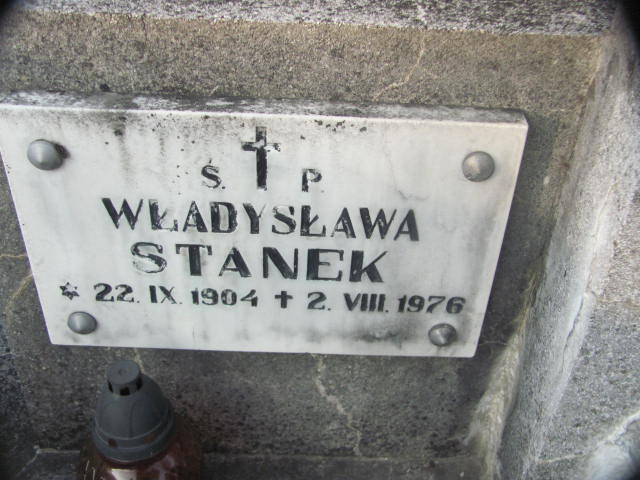 Ś. P.
WŁADYSŁAWA
STANEK
* 22. IX. 1904 + 2. VIII. 1976